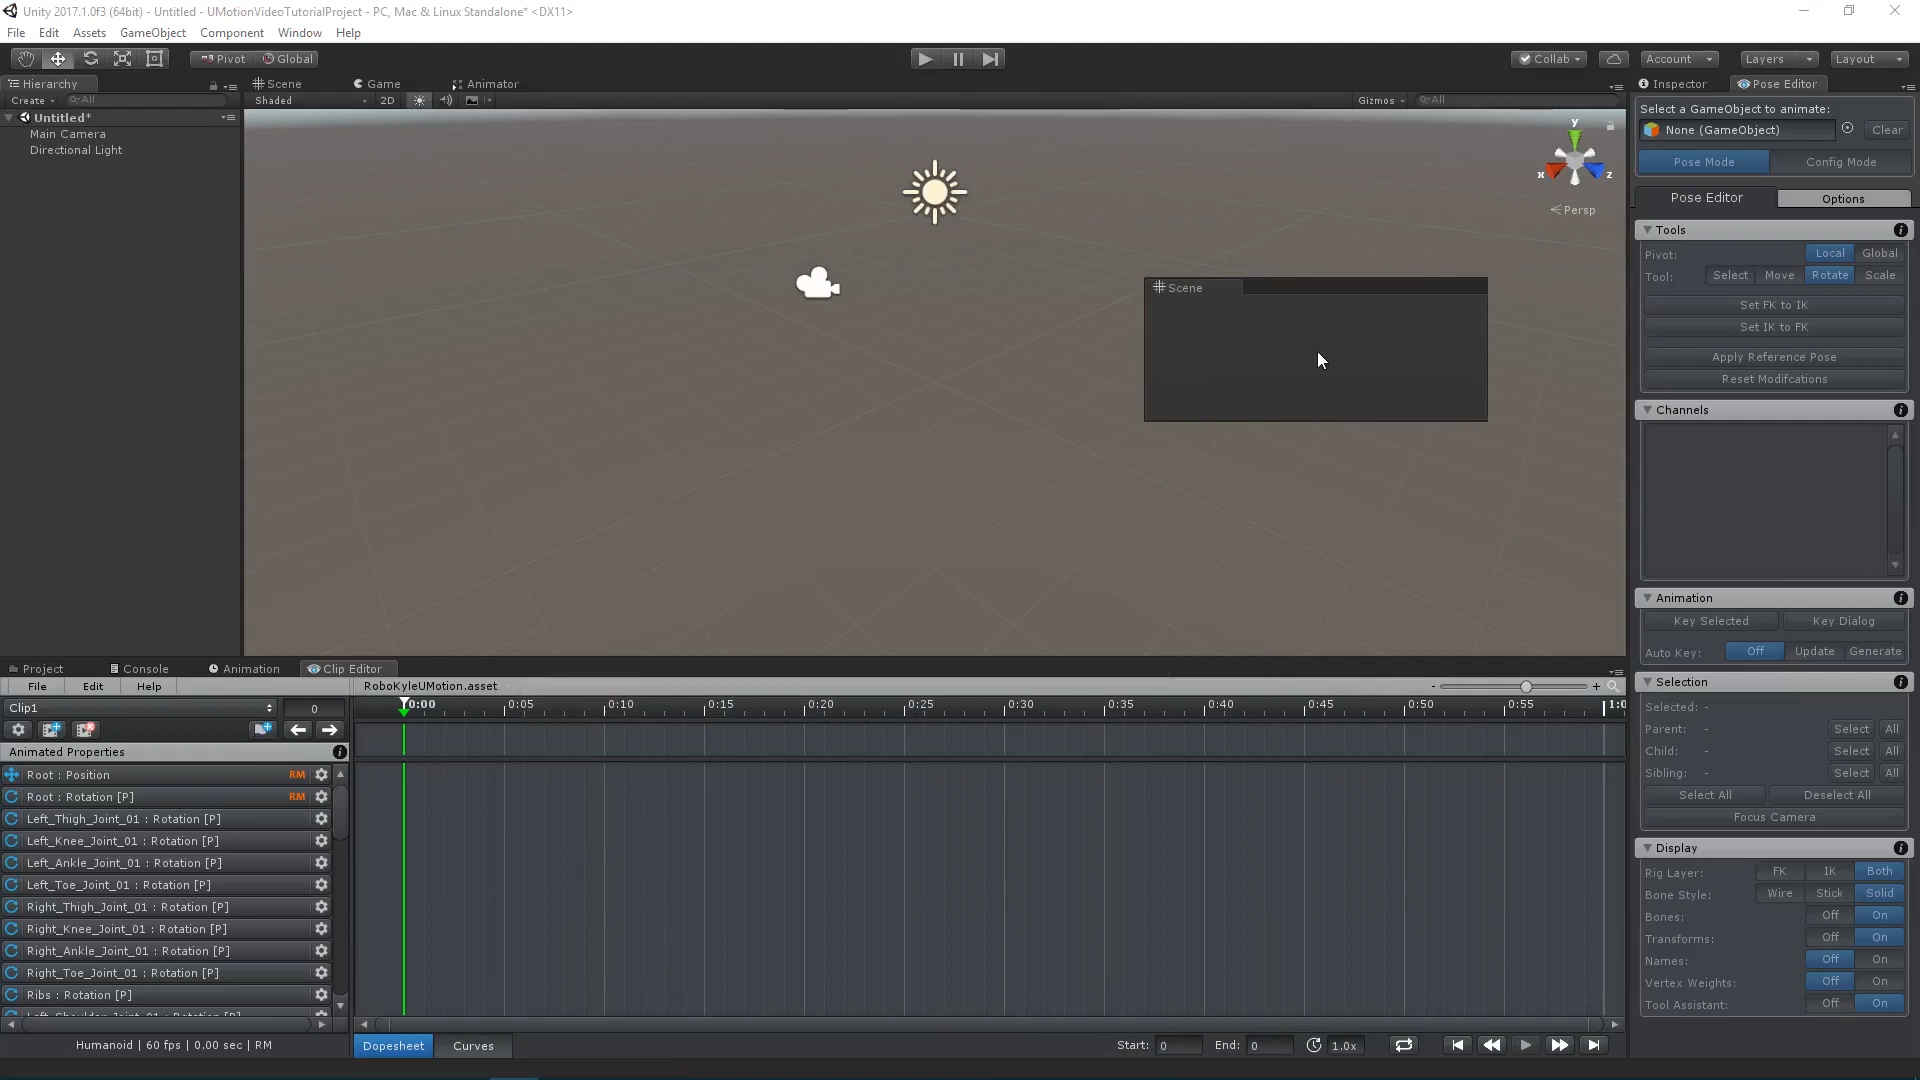 Unity 2017.1.0f3 (64bit) - Untitled - UMotionVideoTutorialProject - PC, Mac & Linux Standalone* <DX11>
File Edit Assets GameObject Component Window Help
Pivot Global Collab Account Layers Layout
Hierarchy Scene Game Animator Inspector Pose Editor
Create All Shaded 2D Gizmos All
Untitled*
Main Camera
Directional Light
y
x
z
Persp
Scene
Select a GameObject to animate:
None (GameObject) Clear
Pose Mode Config Mode
Pose Editor Options
Tools
Pivot: Local Global
Tool: Select Move Rotate Scale
Set FK to IK
Set IK to FK
Apply Reference Pose
Reset Modifcations
Channels
Animation
Key Selected Key Dialog
Auto Key: Off Update Generate
Selection
Selected: -
Parent: - Select All
Child: - Select All
Sibling: - Select All
Select All Deselect All
Focus Camera
Display
Rig Layer: FK IK Both
Bone Style: Wire Stick Solid
Bones: Off On
Transforms: Off On
Names: Off On
Vertex Weights: Off On
Tool Assistant: Off On
Project Console Animation Clip Editor
File Edit Help RoboKyleUMotion.asset - +
Clip1 0 0:00 0:05 0:10 0:15 0:20 0:25 0:30 0:35 0:40 0:45 0:50 0:55 1:0
Animated Properties
Root : Position RM
Root : Rotation [P] RM
Left_Thigh_Joint_01 : Rotation [P]
Left_Knee_Joint_01 : Rotation [P]
Left_Ankle_Joint_01 : Rotation [P]
Left_Toe_Joint_01 : Rotation [P]
Right_Thigh_Joint_01 : Rotation [P]
Right_Knee_Joint_01 : Rotation [P]
Right_Ankle_Joint_01 : Rotation [P]
Right_Toe_Joint_01 : Rotation [P]
Ribs : Rotation [P]
Left_Shoulder_Joint_01 : Rotation [P]
Humanoid | 60 fps | 0.00 sec | RM
Dopesheet Curves Start: 0 End: 0 1.0x